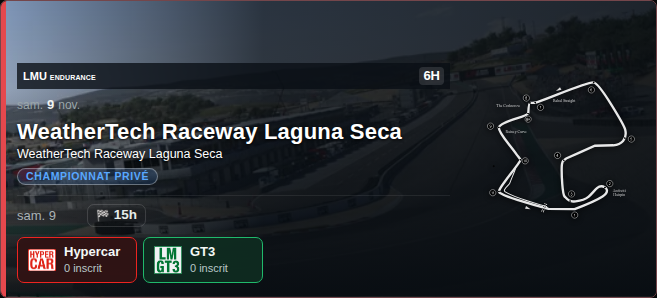 LMU ENDURANCE 6H
sam. 9 nov.
WeatherTech Raceway Laguna Seca
WeatherTech Raceway Laguna Seca
CHAMPIONNAT PRIVÉ
sam. 9 15h
HYPER CAR Hypercar
0 inscrit
LM GT3 GT3
0 inscrit
The Corkscrew
Rahal Straight
Rainey Curve
Andretti
Hairpin